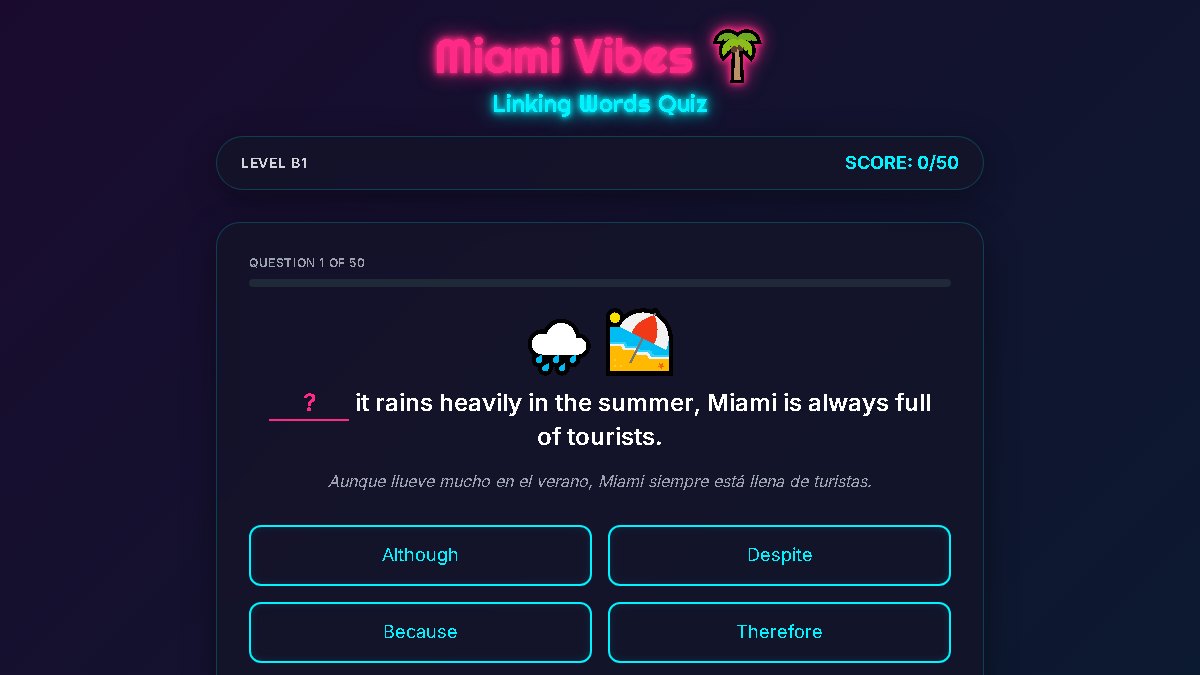 Miami Vibes
Linking Words Quiz
LEVEL B1
SCORE: 0/50
QUESTION 1 OF 50
? it rains heavily in the summer, Miami is always full
of tourists.
Aunque llueve mucho en el verano, Miami siempre está llena de turistas.
Although
Despite
Because
Therefore